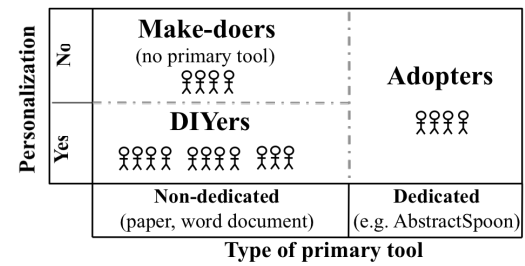 Personalization
No
Yes
Make-doers
(no primary tool)
Adopters
DIYers
Non-dedicated
(paper, word document)
Dedicated
(e.g. AbstractSpoon)
Type of primary tool